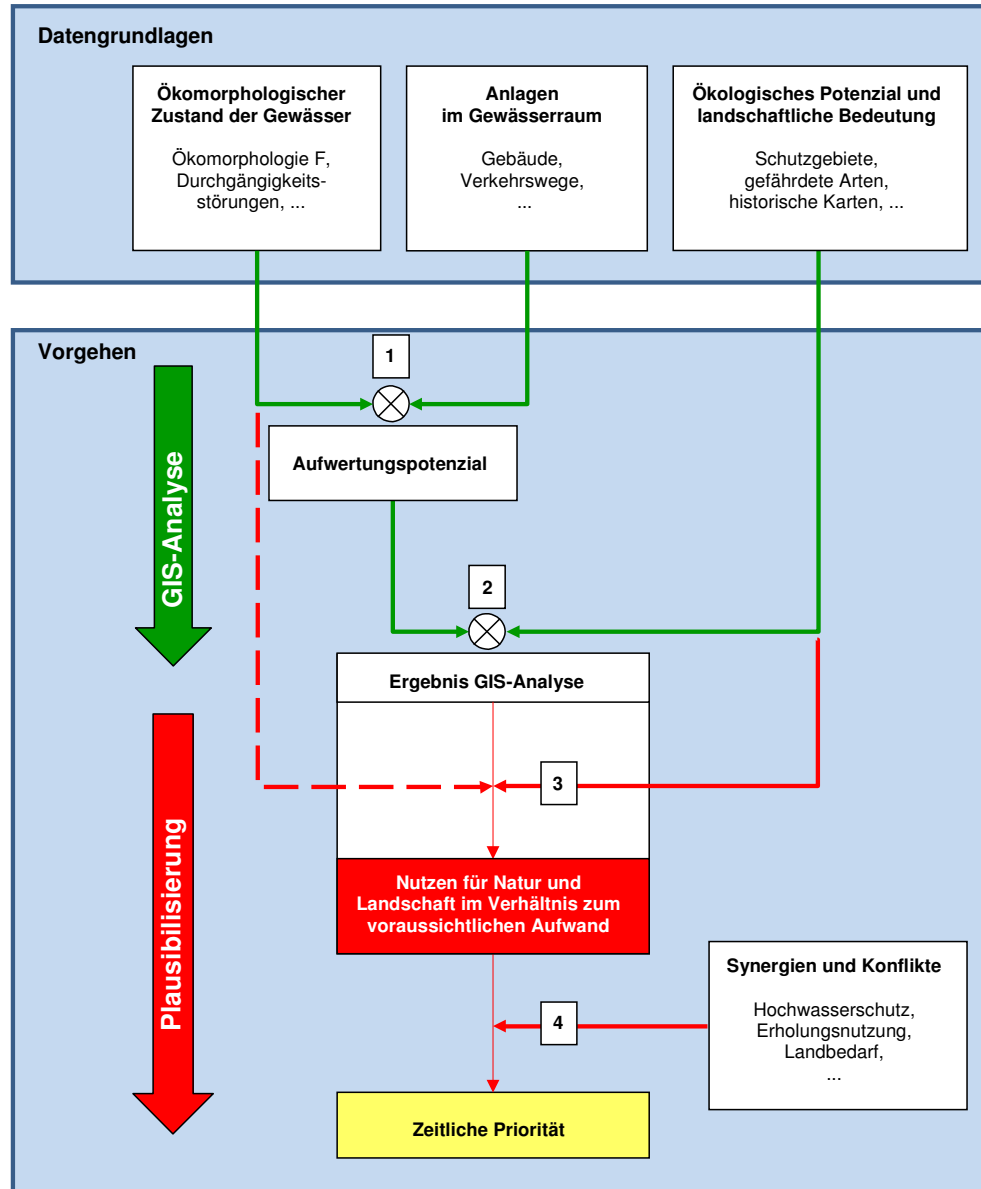 Datengrundlagen
Ökomorphologischer
Zustand der Gewässer
Ökomorphologie F,
Durchgängigkeits-
störungen, ...
Anlagen
im Gewässerraum
Gebäude,
Verkehrswege,
...
Ökologisches Potenzial und
landschaftliche Bedeutung
Schutzgebiete,
gefährdete Arten,
historische Karten, ...
Vorgehen
1
Aufwertungspotenzial
GIS-Analyse
2
Ergebnis GIS-Analyse
3
Plausibilisierung
Nutzen für Natur und
Landschaft im Verhältnis zum
voraussichtlichen Aufwand
Synergien und Konflikte
Hochwasserschutz,
Erholungsnutzung,
Landbedarf,
...
4
Zeitliche Priorität